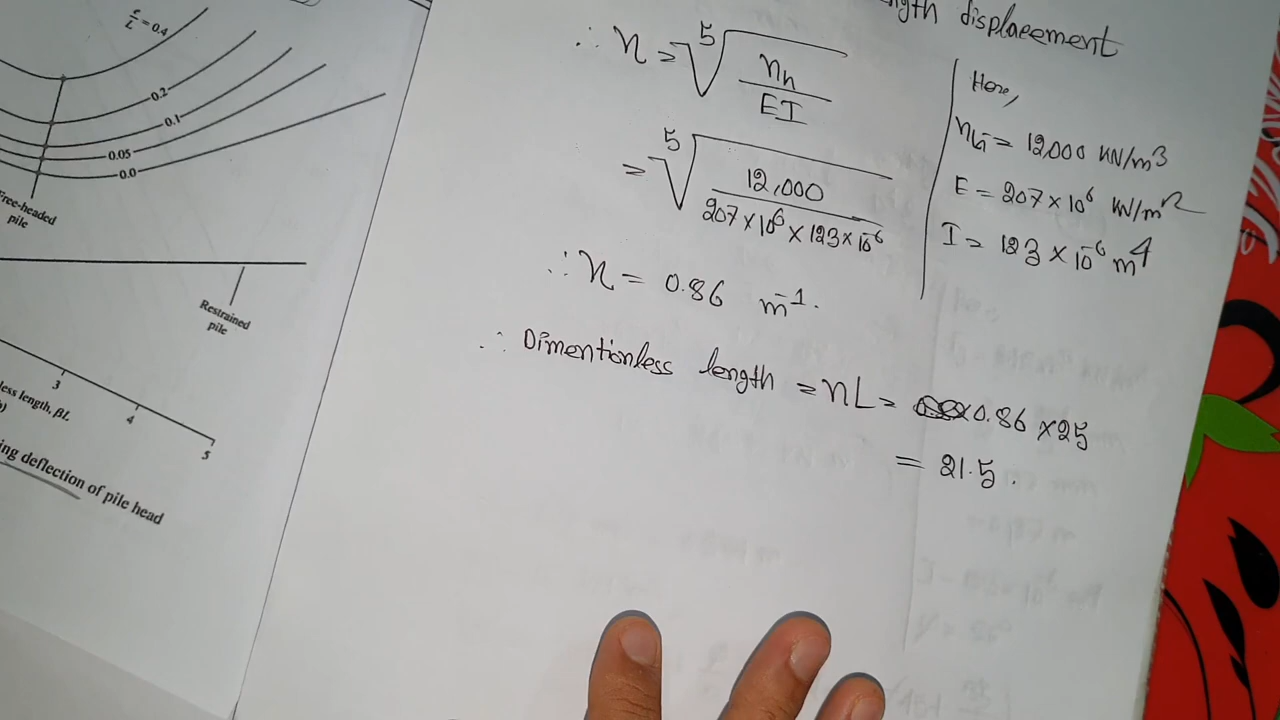 e/L = 0.4
0.2
0.1
0.05
0.0
Free-headed
pile
Restrained
pile
3
4
5
less length, βL
ing deflection of pile head
ngth displacement
∴ η = ⁵√(η_h / EI)
= ⁵√(12,000 / 207×10⁶ × 123×10⁻⁶)
∴ η = 0.86 m⁻¹.
∴ Dimentionless length = ηL = 0.86 × 25
= 21.5 .
Here,
η_h = 12,000 KN/m³
E = 207×10⁶ KN/m²
I = 123 × 10⁻⁶ m⁴